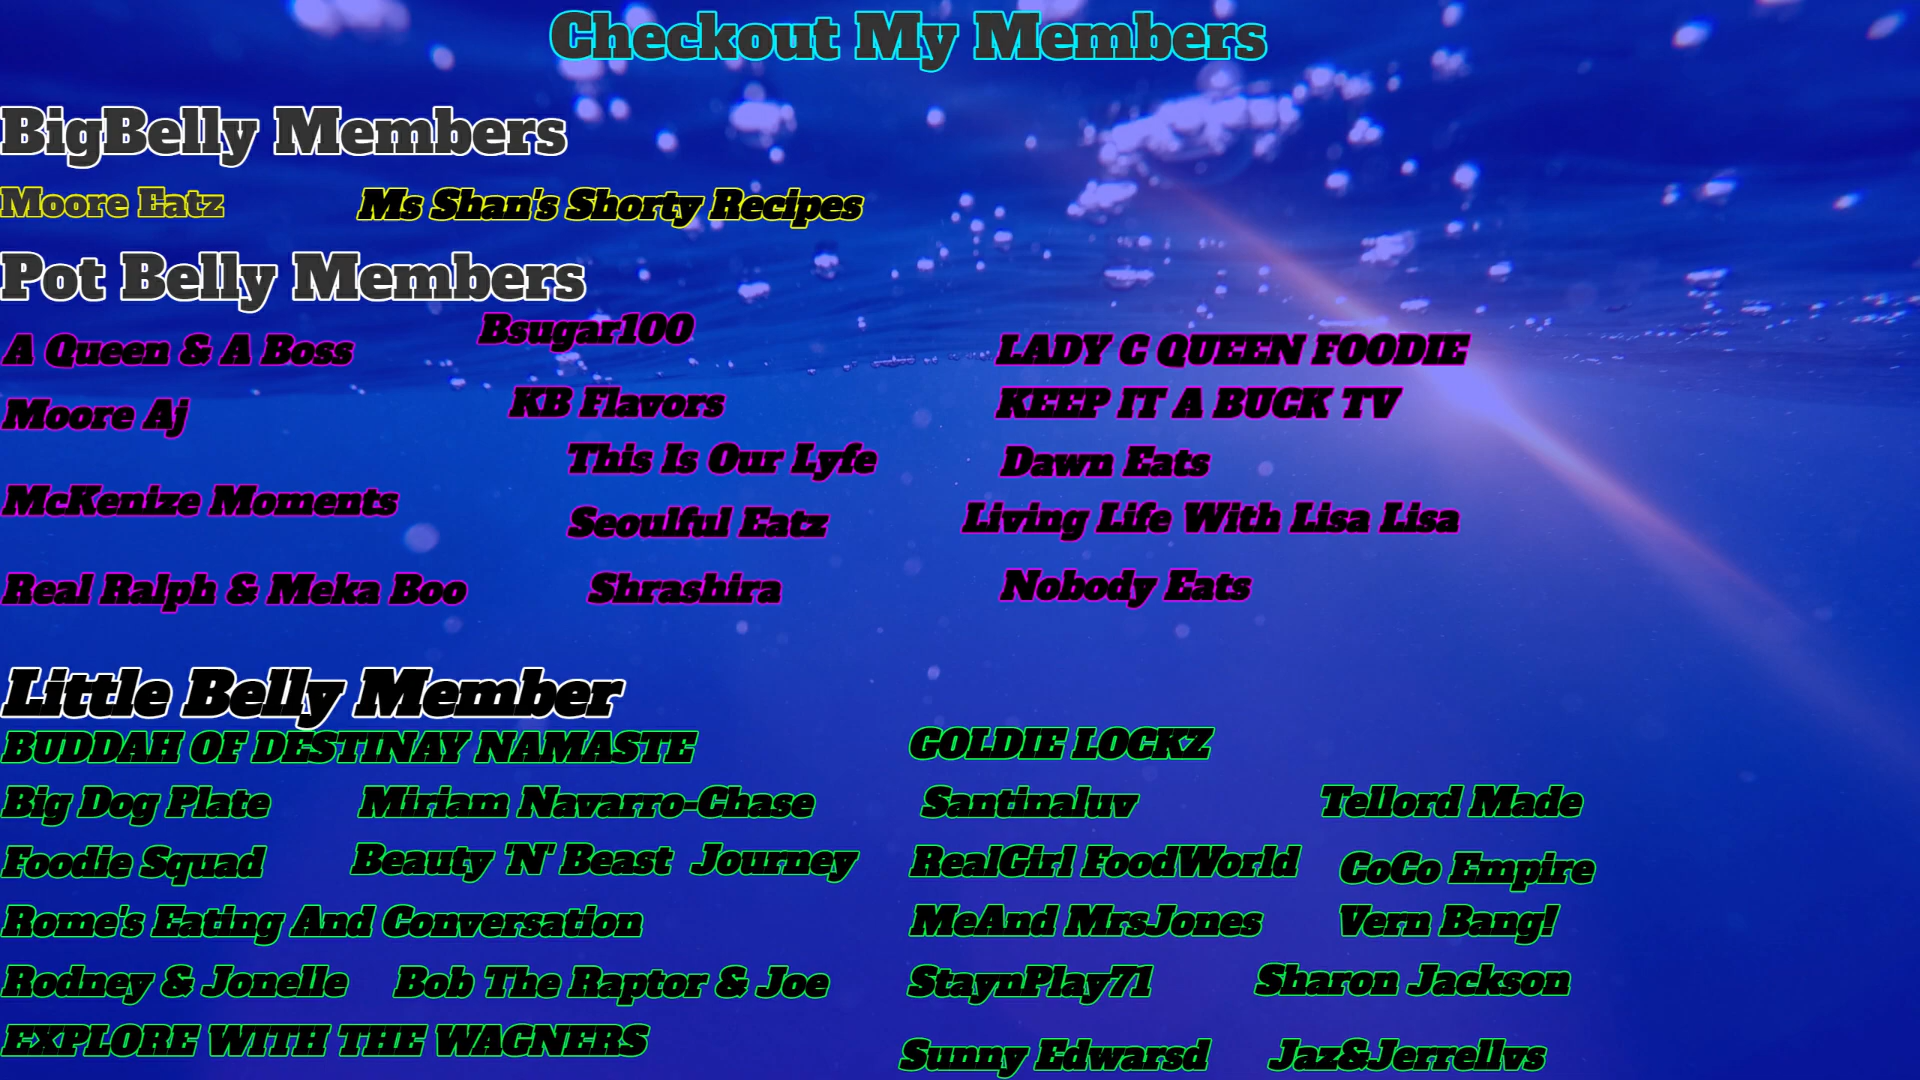 Checkout My Members
BigBelly Members
Moore Eatz Ms Shan's Shorty Recipes
Pot Belly Members
A Queen & A Boss Bsugar100 LADY C QUEEN FOODIE
Moore Aj KB Flavors KEEP IT A BUCK TV
This Is Our Lyfe Dawn Eats
McKenize Moments Seoulful Eatz Living Life With Lisa Lisa
Real Ralph & Meka Boo Shrashira Nobody Eats
Little Belly Member
BUDDAH OF DESTINAY NAMASTE GOLDIE LOCKZ
Big Dog Plate Miriam Navarro-Chase Santinaluv Tellord Made
Foodie Squad Beauty 'N' Beast Journey RealGirl FoodWorld CoCo Empire
Rome's Eating And Conversation MeAnd MrsJones Vern Bang!
Rodney & Jonelle Bob The Raptor & Joe StaynPlay71 Sharon Jackson
EXPLORE WITH THE WAGNERS Sunny Edwarsd Jaz&Jerrellvs